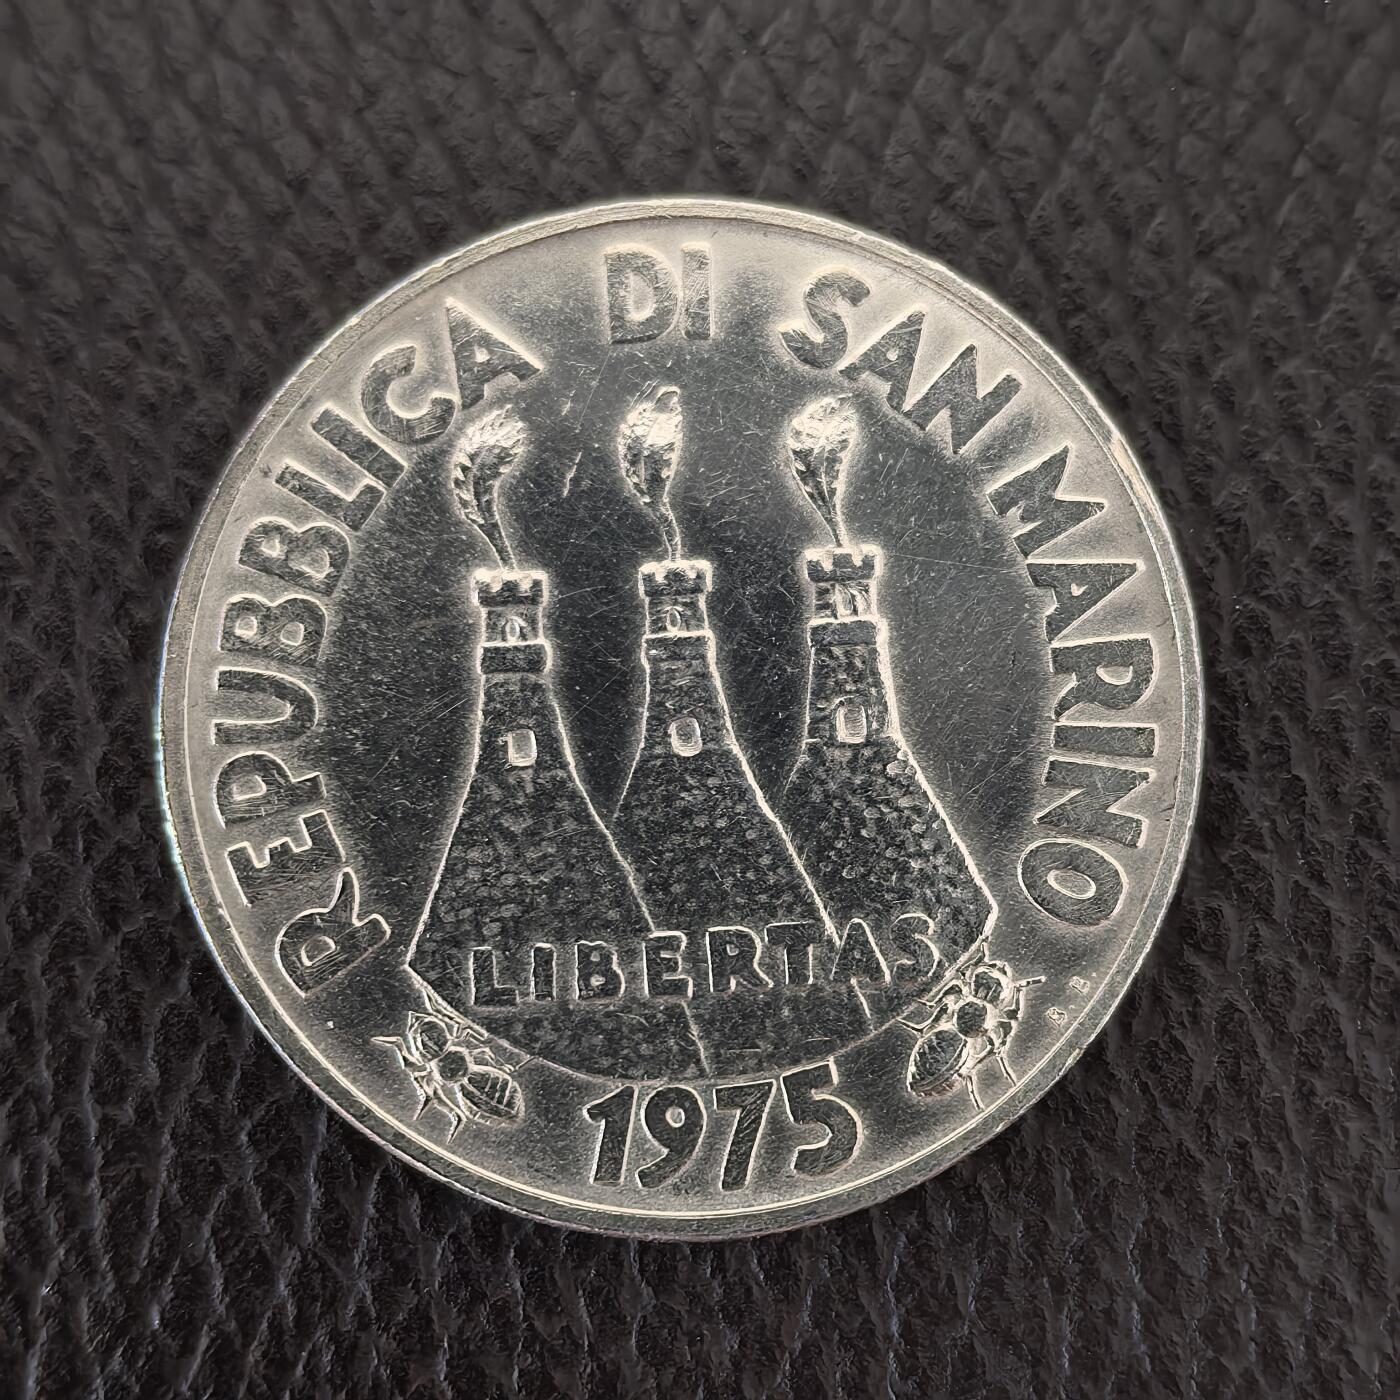 REPUBBLICA DI SAN MARINO
LIBERTAS
1975